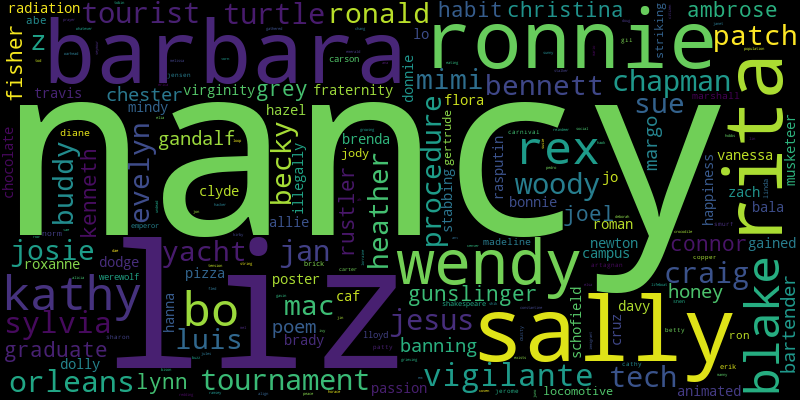 radiation
tourist
turtle
ronald
habit
christina
ambrose
abe
z
barbara
ronnie
patch
fisher
travis
lo
striking
carson
donnie
chester
virginity
grey
fraternity
mimi
bennett
chapman
mindy
hazel
flora
sue
marshall
nancy
rita
diane
gandalf
becky
brenda
jody
procedure
gertrude
rex
margo
vanessa
musketeer
chocolate
buddy
kenneth
evelyn
clyde
illegally
rustler
heather
stabbing
rasputin
woody
jo
bonnie
happiness
zach
linda
bala
norm
emperor
allie
joel
roman
josie
yacht
jan
madeline
newton
campus
connor
gained
roxanne
dodge
werewolf
pizza
brick
poster
carter
liz
wendy
craig
copper
kathy
bo
mac
caf
gunslinger
shakespeare
honey
blake
bartender
sylvia
hanna
luis
poem
jesus
sally
schofield
davy
cruz
betty
ron
graduate
sharon
brady
lloyd
banning
patty
cathy
erik
dolly
orleans
lynn
tournament
passion
vigilante
jerome
locomotive
tech
animated